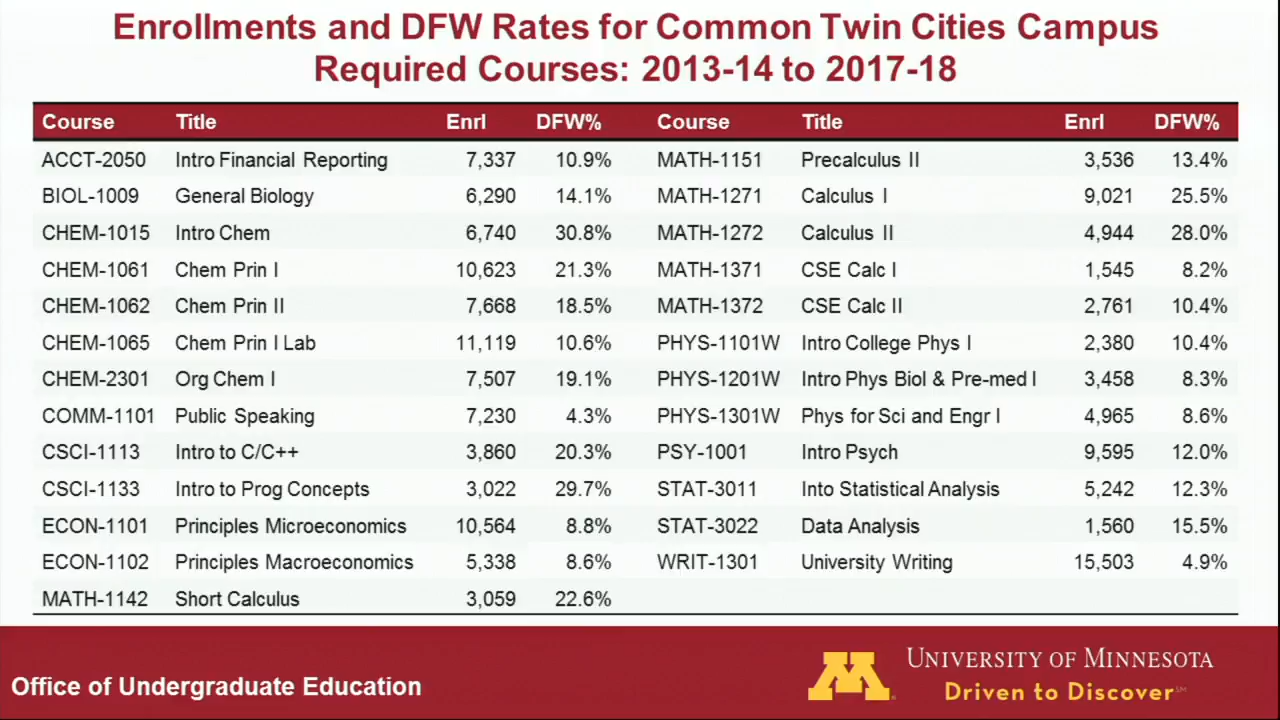 Enrollments and DFW Rates for Common Twin Cities Campus
Required Courses: 2013-14 to 2017-18
Course Title Enrl DFW% Course Title Enrl DFW%
ACCT-2050 Intro Financial Reporting 7,337 10.9% MATH-1151 Precalculus II 3,536 13.4%
BIOL-1009 General Biology 6,290 14.1% MATH-1271 Calculus I 9,021 25.5%
CHEM-1015 Intro Chem 6,740 30.8% MATH-1272 Calculus II 4,944 28.0%
CHEM-1061 Chem Prin I 10,623 21.3% MATH-1371 CSE Calc I 1,545 8.2%
CHEM-1062 Chem Prin II 7,668 18.5% MATH-1372 CSE Calc II 2,761 10.4%
CHEM-1065 Chem Prin I Lab 11,119 10.6% PHYS-1101W Intro College Phys I 2,380 10.4%
CHEM-2301 Org Chem I 7,507 19.1% PHYS-1201W Intro Phys Biol & Pre-med I 3,458 8.3%
COMM-1101 Public Speaking 7,230 4.3% PHYS-1301W Phys for Sci and Engr I 4,965 8.6%
CSCI-1113 Intro to C/C++ 3,860 20.3% PSY-1001 Intro Psych 9,595 12.0%
CSCI-1133 Intro to Prog Concepts 3,022 29.7% STAT-3011 Into Statistical Analysis 5,242 12.3%
ECON-1101 Principles Microeconomics 10,564 8.8% STAT-3022 Data Analysis 1,560 15.5%
ECON-1102 Principles Macroeconomics 5,338 8.6% WRIT-1301 University Writing 15,503 4.9%
MATH-1142 Short Calculus 3,059 22.6%
Office of Undergraduate Education
M
UNIVERSITY OF MINNESOTA
Driven to Discover℠